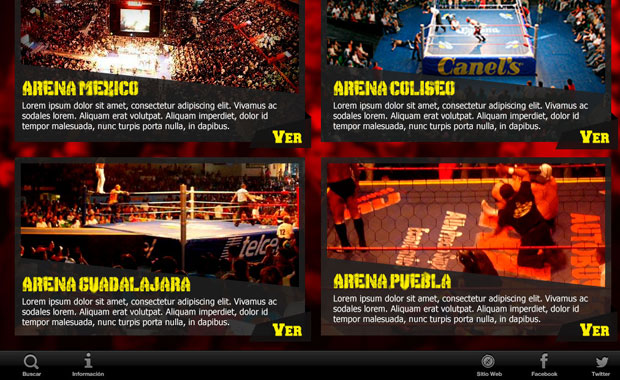 Canel's
ARENA MEXICO
Lorem ipsum dolor sit amet, consectetur adipiscing elit. Vivamus ac
sodales lorem. Aliquam erat volutpat. Aliquam imperdiet, dolor id
tempor malesuada, nunc turpis porta nulla, in dapibus.
VER
ARENA COLISEO
Lorem ipsum dolor sit amet, consectetur adipiscing elit. Vivamus ac
sodales lorem. Aliquam erat volutpat. Aliquam imperdiet, dolor id
tempor malesuada, nunc turpis porta nulla, in dapibus.
VER
telcel
ARENA GUADALAJARA
Lorem ipsum dolor sit amet, consectetur adipiscing elit. Vivamus ac
sodales lorem. Aliquam erat volutpat. Aliquam imperdiet, dolor id
tempor malesuada, nunc turpis porta nulla, in dapibus.
VER
ARENA PUEBLA
Lorem ipsum dolor sit amet, consectetur adipiscing elit. Vivamus ac
sodales lorem. Aliquam erat volutpat. Aliquam imperdiet, dolor id
tempor malesuada, nunc turpis porta nulla, in dapibus.
VER
Buscar
Información
Sitio Web
Facebook
Twitter